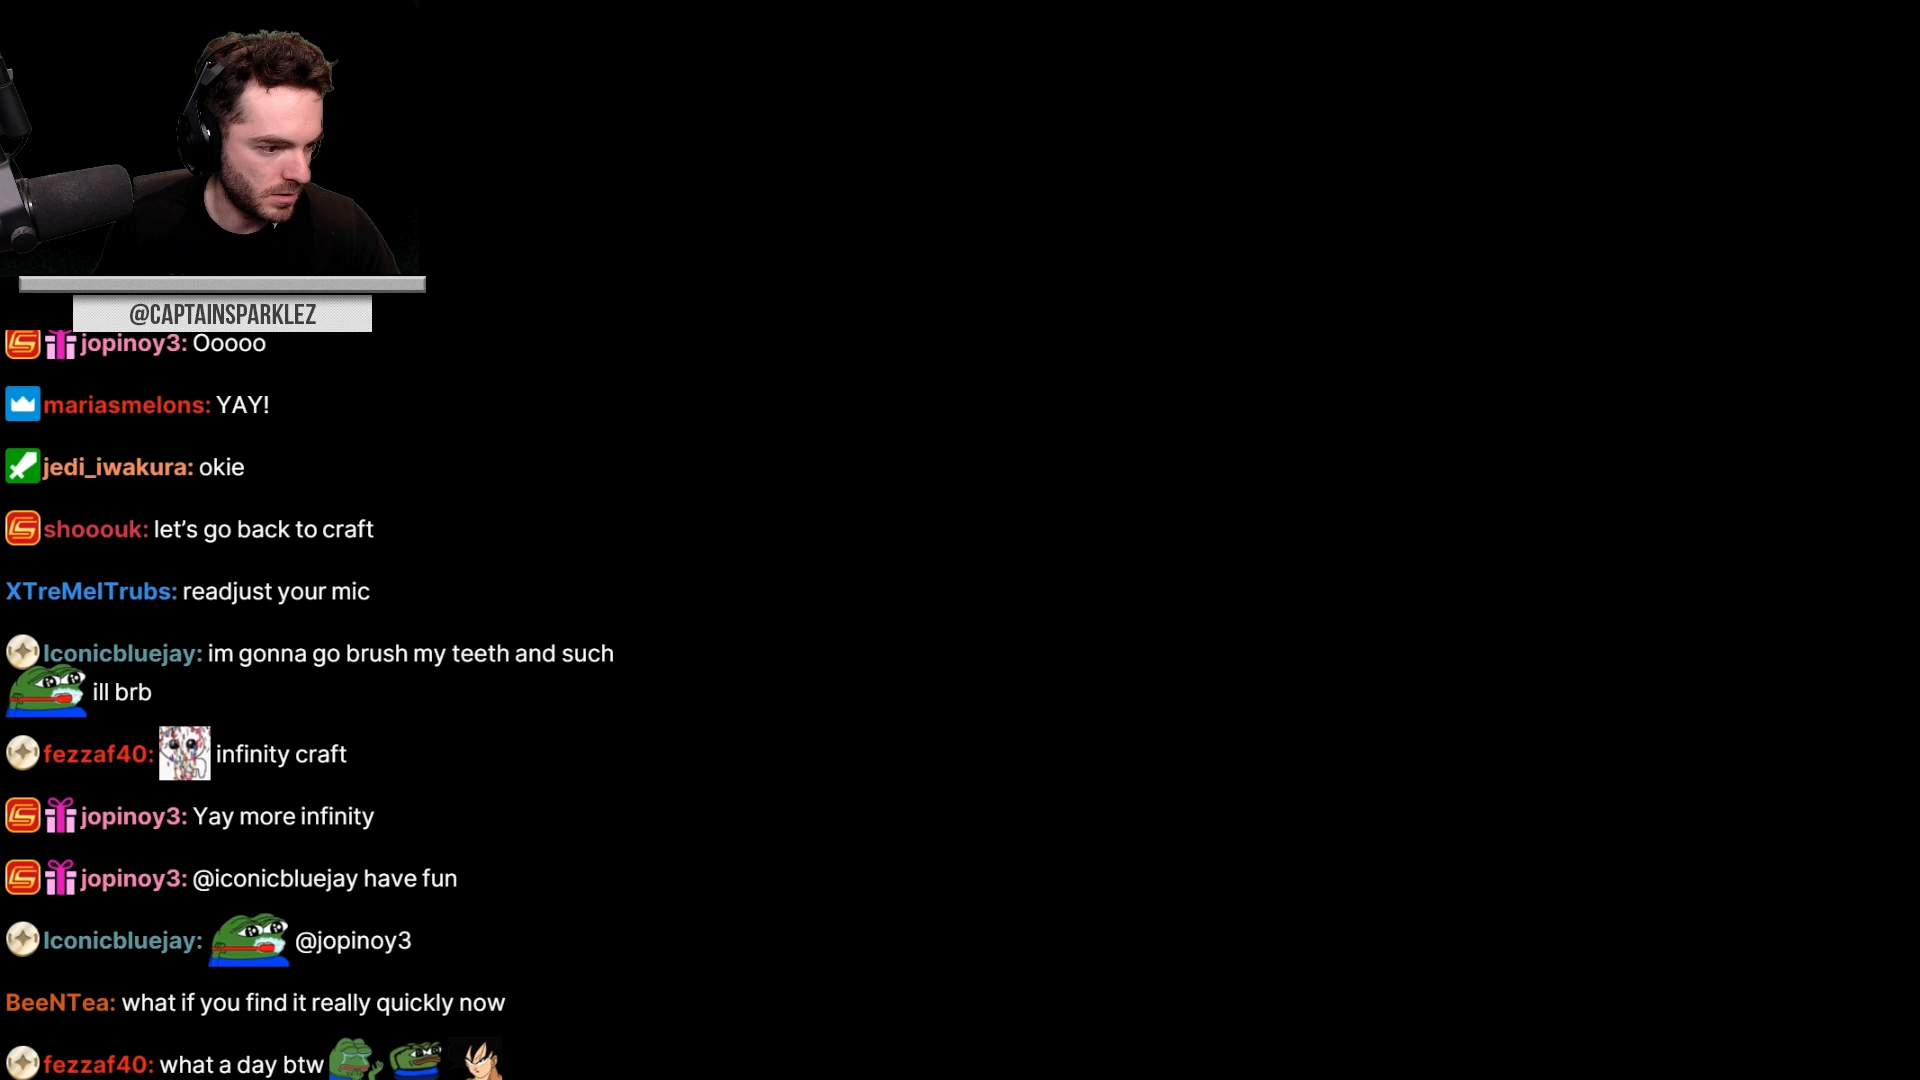 @CAPTAINSPARKLEZ
jopinoy3: Ooooo
mariasmelons: YAY!
jedi_iwakura: okie
shooouk: let’s go back to craft
XTreMeITrubs: readjust your mic
Iconicbluejay: im gonna go brush my teeth and such
ill brb
fezzaf40: infinity craft
jopinoy3: Yay more infinity
jopinoy3: @iconicbluejay have fun
Iconicbluejay: @jopinoy3
BeeNTea: what if you find it really quickly now
fezzaf40: what a day btw